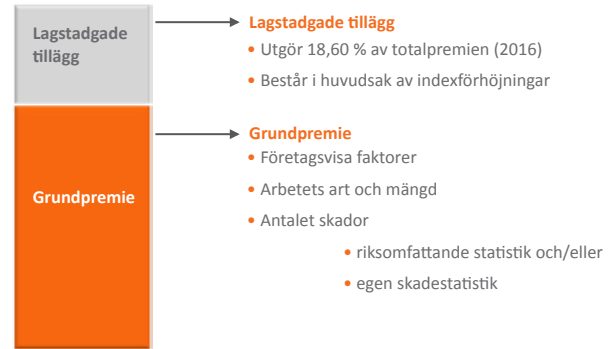 Lagstadgade
tillägg
Lagstadgade tillägg
• Utgör 18,60 % av totalpremien (2016)
• Består i huvudsak av indexförhöjningar
Grundpremie
Grundpremie
• Företagsvisa faktorer
• Arbetets art och mängd
• Antalet skador
• riksomfattande statistik och/eller
• egen skadestatistik